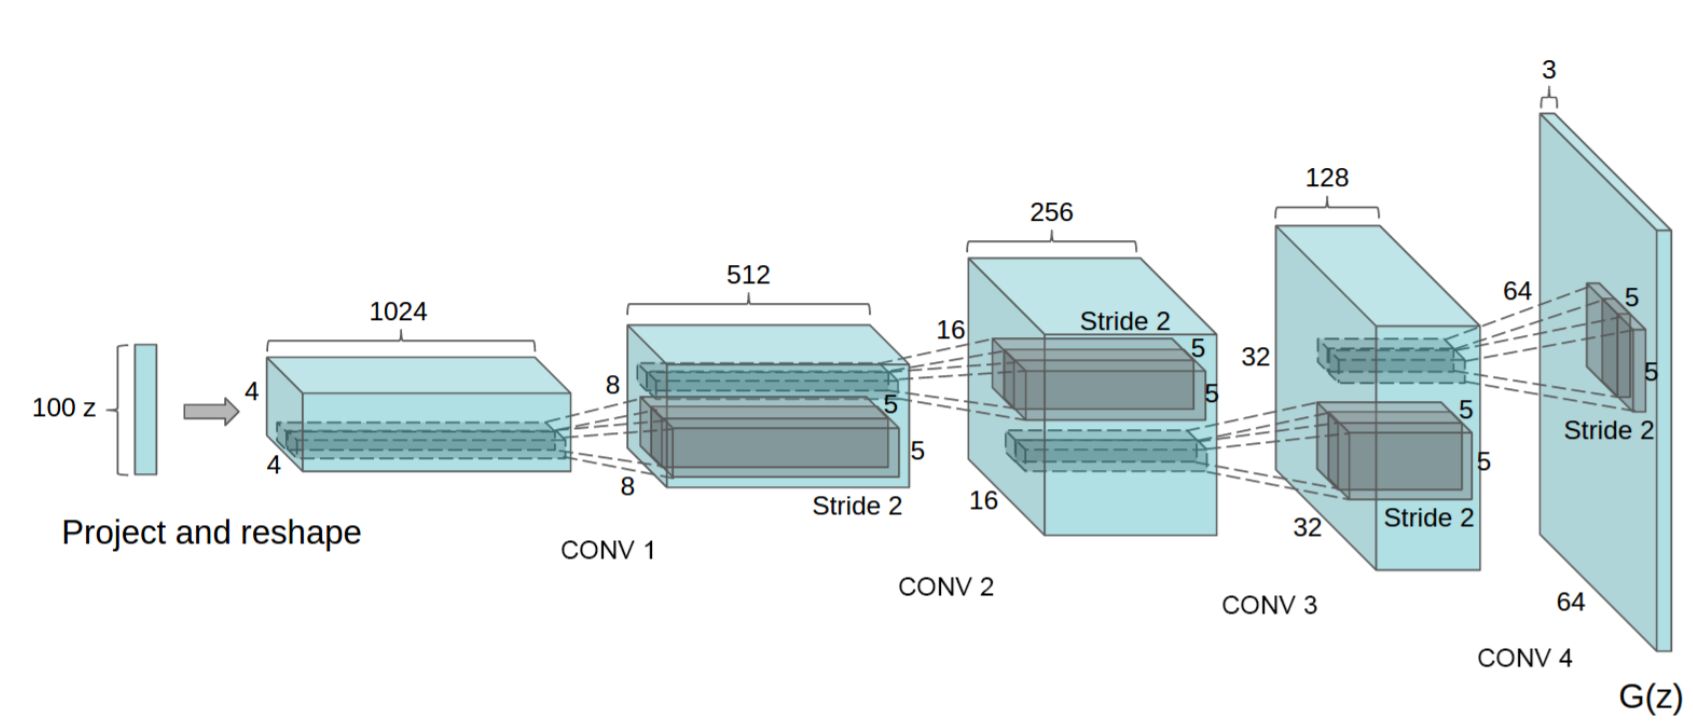 100 z
Project and reshape
1024
4
4
CONV 1
512
8
8
5
5
Stride 2
CONV 2
256
16
16
Stride 2
5
5
CONV 3
128
32
32
5
5
Stride 2
CONV 4
3
64
64
5
5
Stride 2
G(z)